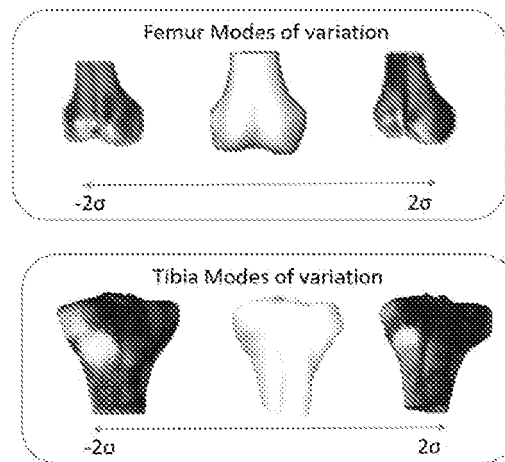 Femur Modes of variation
-2σ 2σ
Tibia Modes of variation
-2σ 2σ